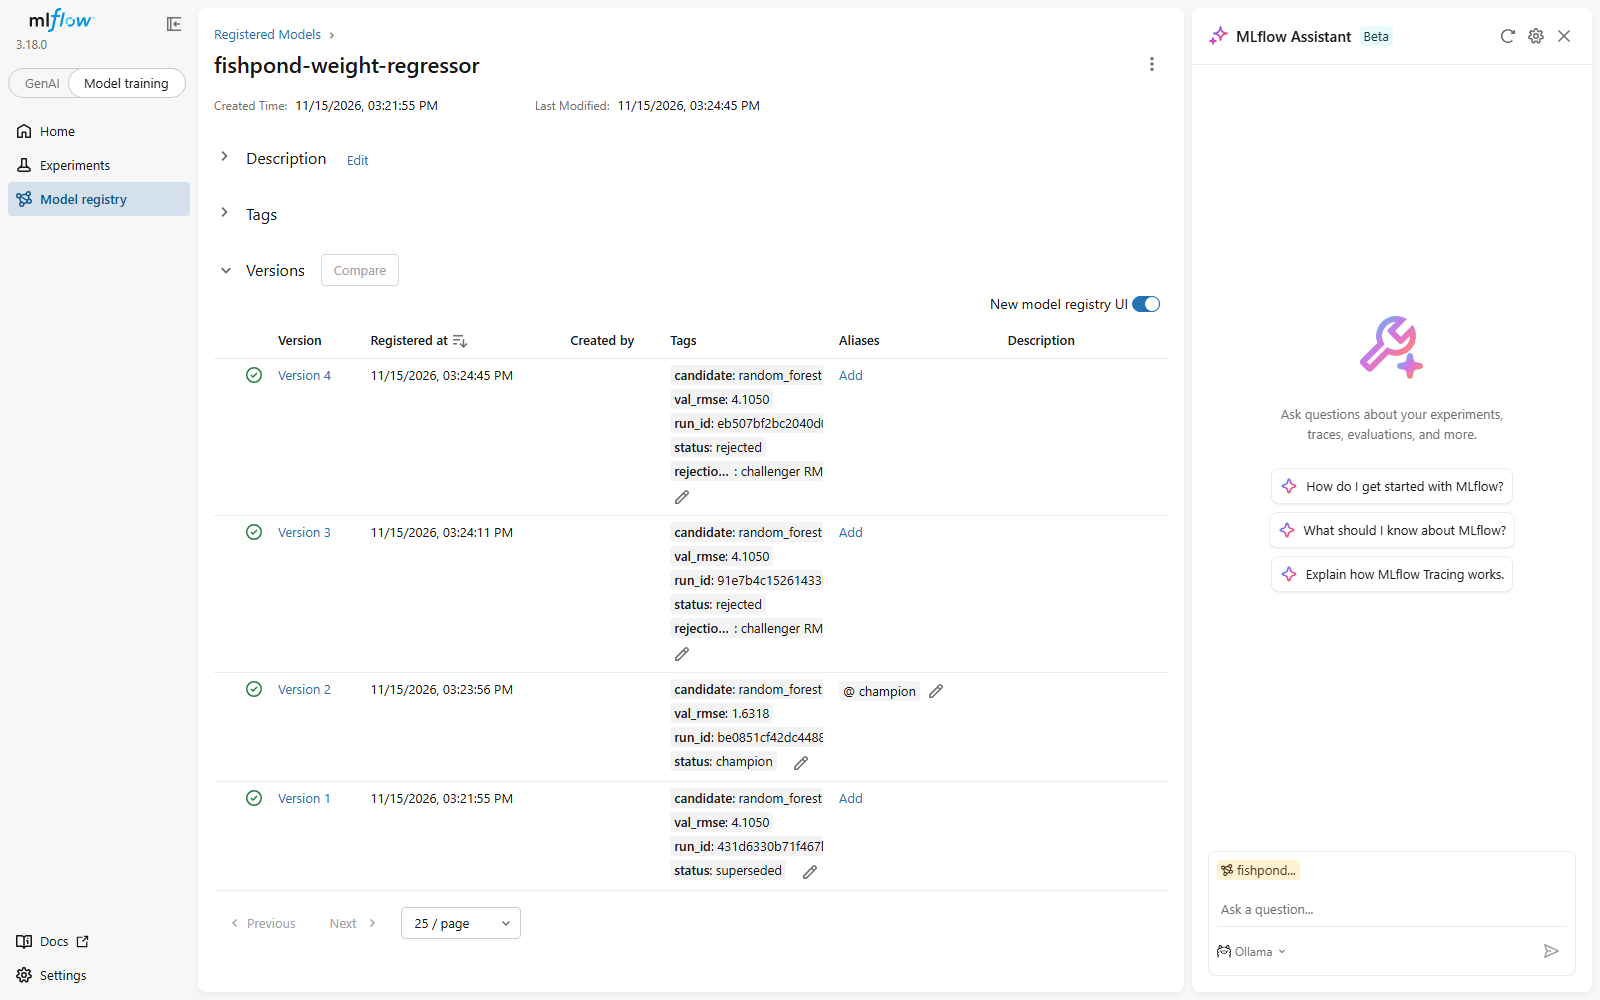 mlflow
3.18.0
GenAI
Model training
Home
Experiments
Model registry
Docs
Settings
Registered Models
fishpond-weight-regressor
Created Time: 11/15/2026, 03:21:55 PM
Last Modified: 11/15/2026, 03:24:45 PM
Description
Edit
Tags
Versions
Compare
New model registry UI
Version
Registered at
Created by
Tags
Aliases
Description
Version 4
11/15/2026, 03:24:45 PM
candidate: random_forest
val_rmse: 4.1050
run_id: eb507bf2bc2040d
status: rejected
rejectio... : challenger RM
Add
Version 3
11/15/2026, 03:24:11 PM
candidate: random_forest
val_rmse: 4.1050
run_id: 91e7b4c15261433
status: rejected
rejectio... : challenger RM
Add
Version 2
11/15/2026, 03:23:56 PM
candidate: random_forest
val_rmse: 1.6318
run_id: be0851cf42dc4488
status: champion
@ champion
Version 1
11/15/2026, 03:21:55 PM
candidate: random_forest
val_rmse: 4.1050
run_id: 431d6330b71f467
status: superseded
Add
Previous
Next
25 / page
MLflow Assistant
Beta
Ask questions about your experiments,
traces, evaluations, and more.
How do I get started with MLflow?
What should I know about MLflow?
Explain how MLflow Tracing works.
fishpond...
Ask a question...
Ollama